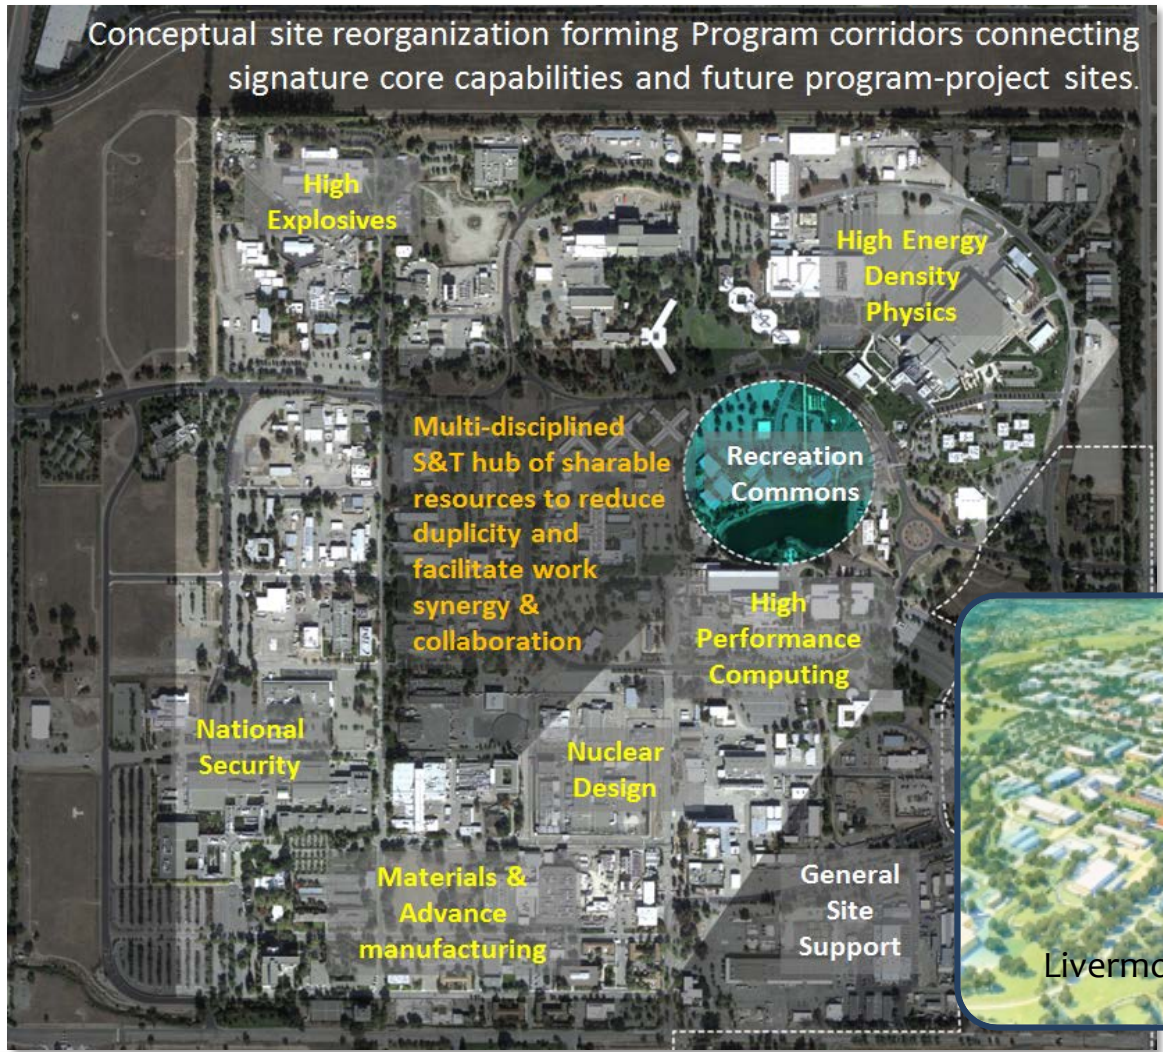 Conceptual site reorganization forming Program corridors connecting
signature core capabilities and future program-project sites.
High
Explosives
High Energy
Density
Physics
Multi-disciplined
S&T hub of sharable
resources to reduce
duplicity and
facilitate work
synergy &
collaboration
Recreation
Commons
High
Performance
Computing
National
Security
Nuclear
Design
Materials &
Advance
manufacturing
General
Site
Support